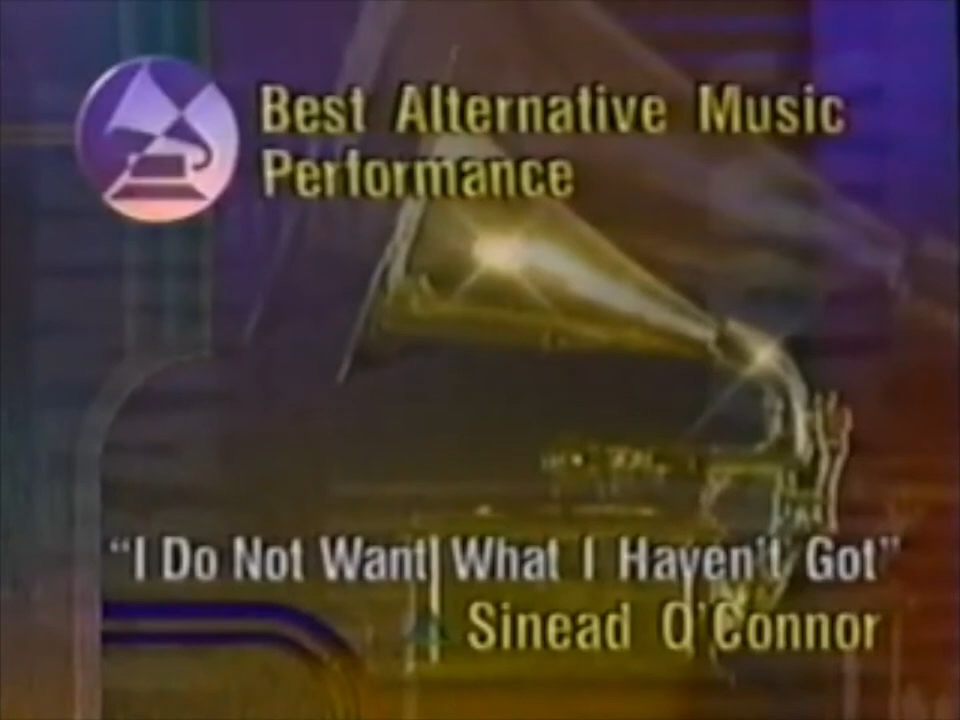 Best Alternative Music
Performance
“I Do Not Want What I Haven't Got”
Sinead O'Connor